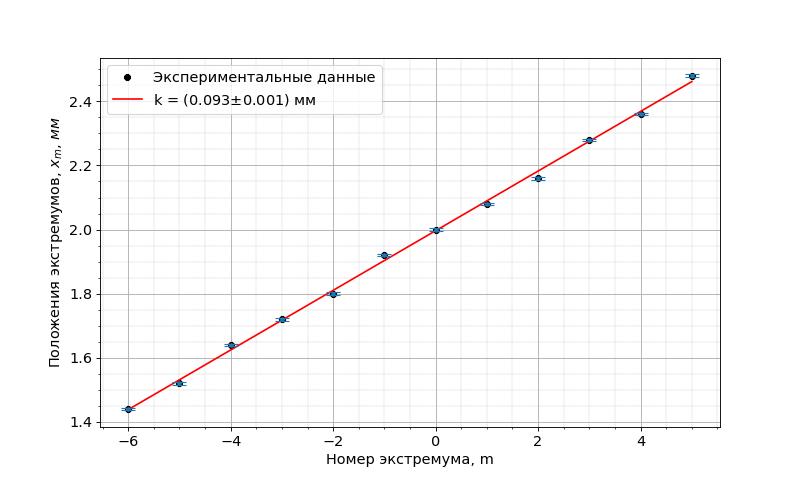 Экспериментальные данные
k = (0.093±0.001) мм
Положения экстремумов, xₘ, мм
2.4
2.2
2.0
1.8
1.6
1.4
−6 −4 −2 0 2 4
Номер экстремума, m